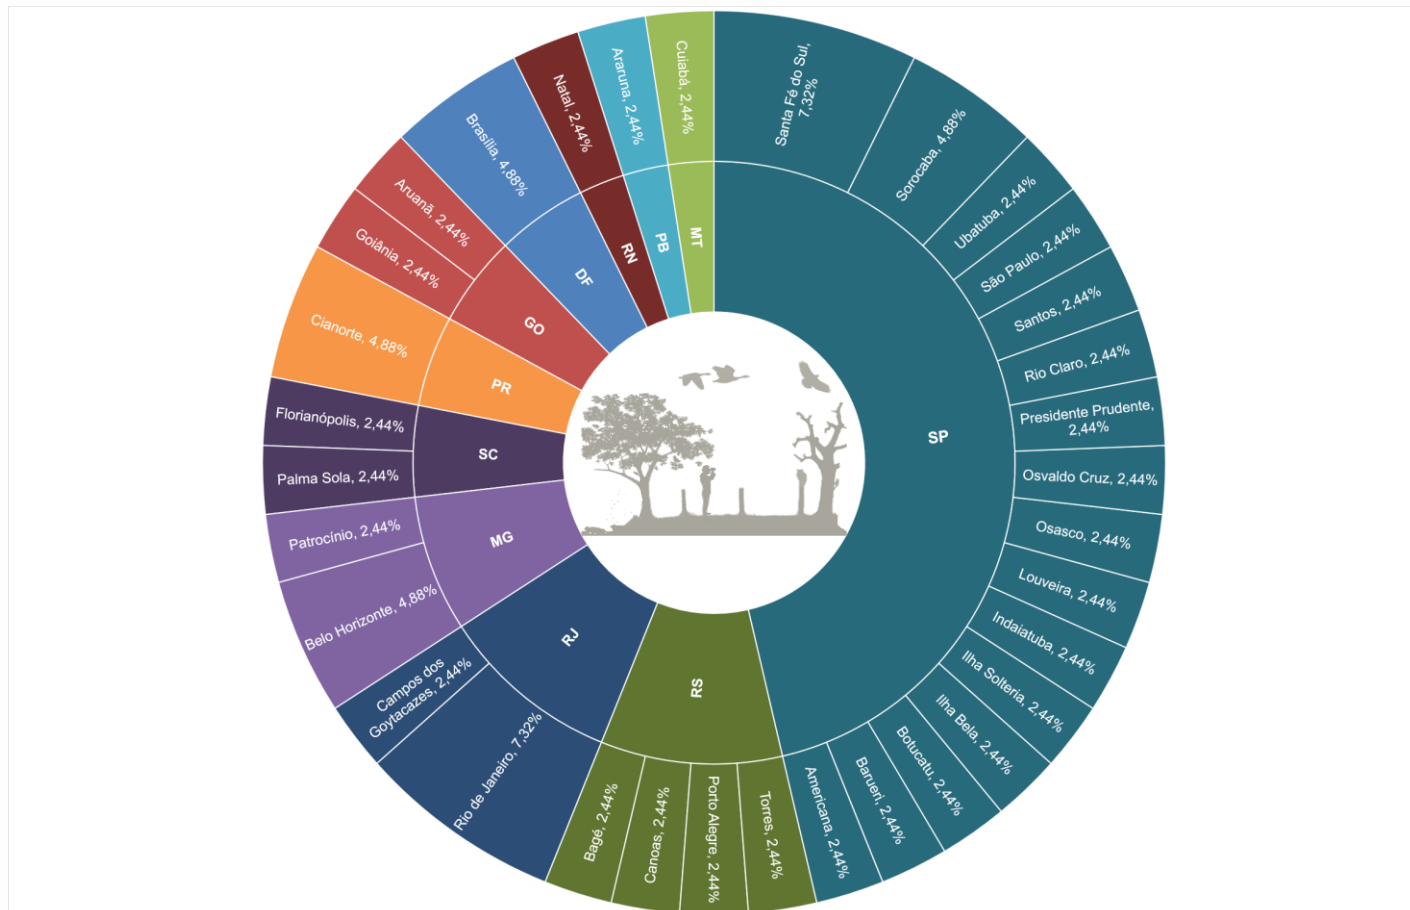 Santa Fé do Sul,
7,32%
Sorocaba, 4,88%
Ubatuba, 2,44%
São Paulo, 2,44%
Santos, 2,44%
Rio Claro, 2,44%
Presidente Prudente,
2,44%
Osvaldo Cruz, 2,44%
Osasco, 2,44%
Louveira, 2,44%
Indaiatuba, 2,44%
Ilha Solteria, 2,44%
Ilha Bela, 2,44%
Botucatu, 2,44%
Barueri, 2,44%
Americana, 2,44%
SP
Torres, 2,44%
Porto Alegre, 2,44%
Canoas, 2,44%
Bagé, 2,44%
RS
Rio de Janeiro, 7,32%
Campos dos
Goytacazes, 2,44%
RJ
Belo Horizonte, 4,88%
Patrocínio, 2,44%
MG
Palma Sola, 2,44%
Florianópolis, 2,44%
SC
Cianorte, 4,88%
PR
Goiânia, 2,44%
Aruanã, 2,44%
GO
Brasília, 4,88%
DF
Natal, 2,44%
RN
Araruna, 2,44%
PB
Cuiabá, 2,44%
MT